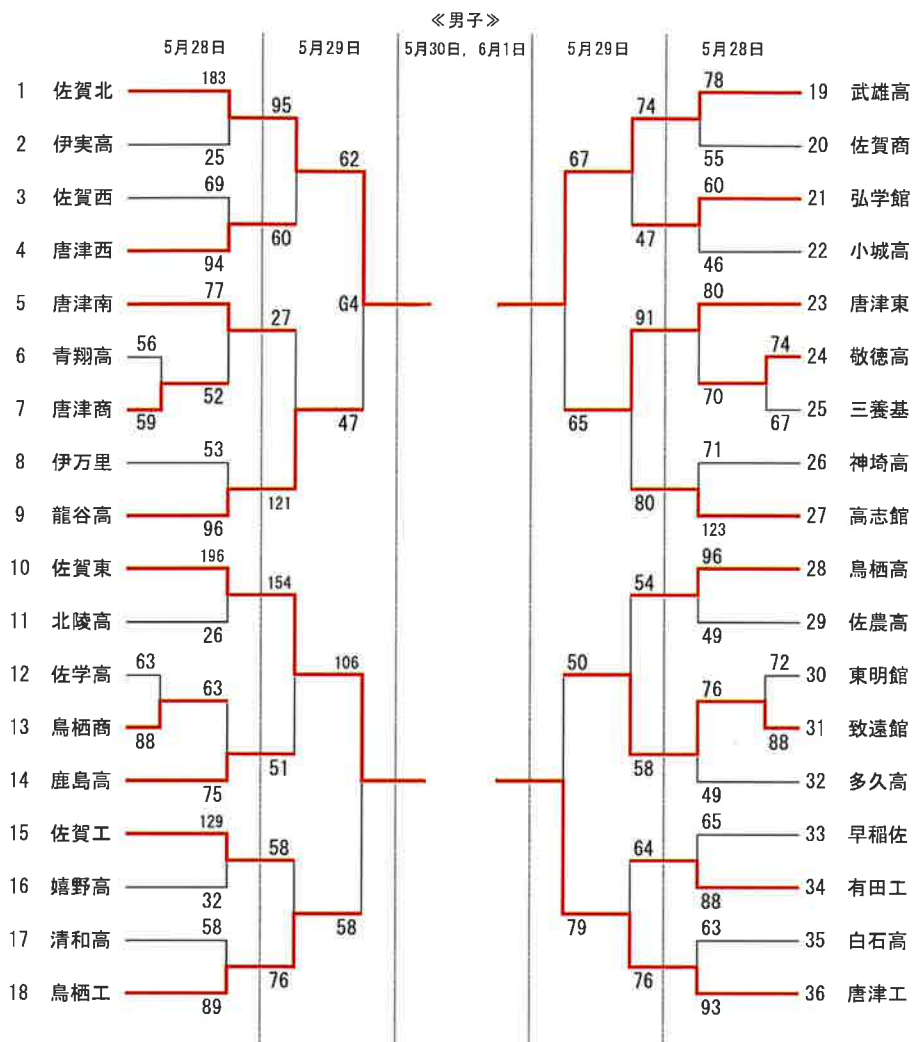 ≪男子≫
5月28日 5月29日 5月30日，6月1日 5月29日 5月28日
183 78
1 佐賀北 95 74 19 武雄高
2 伊実高 20 佐賀商
25 62 67 55
69 60
3 佐賀西 21 弘学館
60 47
4 唐津西 22 小城高
94 46
77 80
5 唐津南 27 G4 91 23 唐津東
56 74
6 青翔高 24 敬徳高
52 70
7 唐津商 25 三養基
59 47 65 67
53 71
8 伊万里 26 神埼高
121 80
9 龍谷高 27 高志館
96 123
196 96
10 佐賀東 154 54 28 鳥栖高
11 北陵高 29 佐農高
26 49
63 106 50 72
12 佐学高 63 76 30 東明館
13 鳥栖商 31 致遠館
88 88
51 58
14 鹿島高 32 多久高
75 49
129 65
15 佐賀工 58 64 33 早稲佐
16 嬉野高 34 有田工
32 88
58 58 79 63
17 清和高 35 白石高
76 76
18 鳥栖工 36 唐津工
89 93